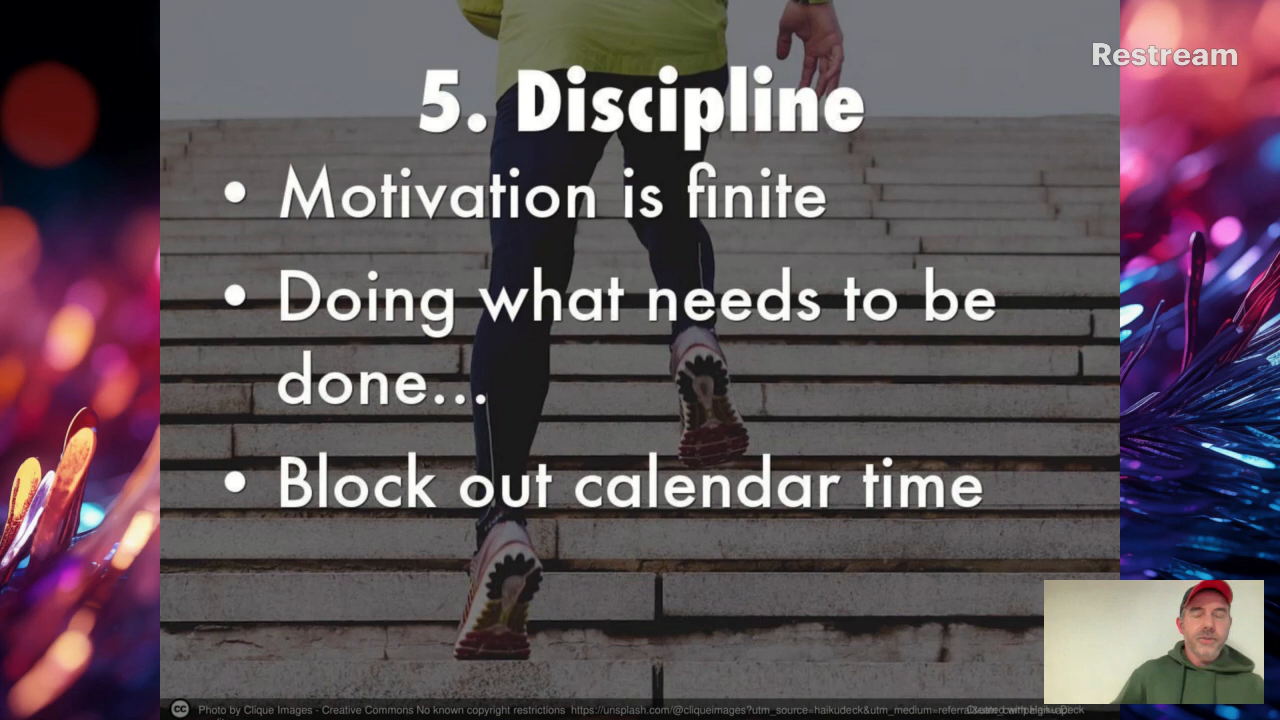 Restream
5. Discipline
• Motivation is finite
• Doing what needs to be
done...
• Block out calendar time
Photo by Clique Images - Creative Commons No known copyright restrictions https://unsplash.com/@cliqueimages?utm_source=haikudeck&utm_medium=referral